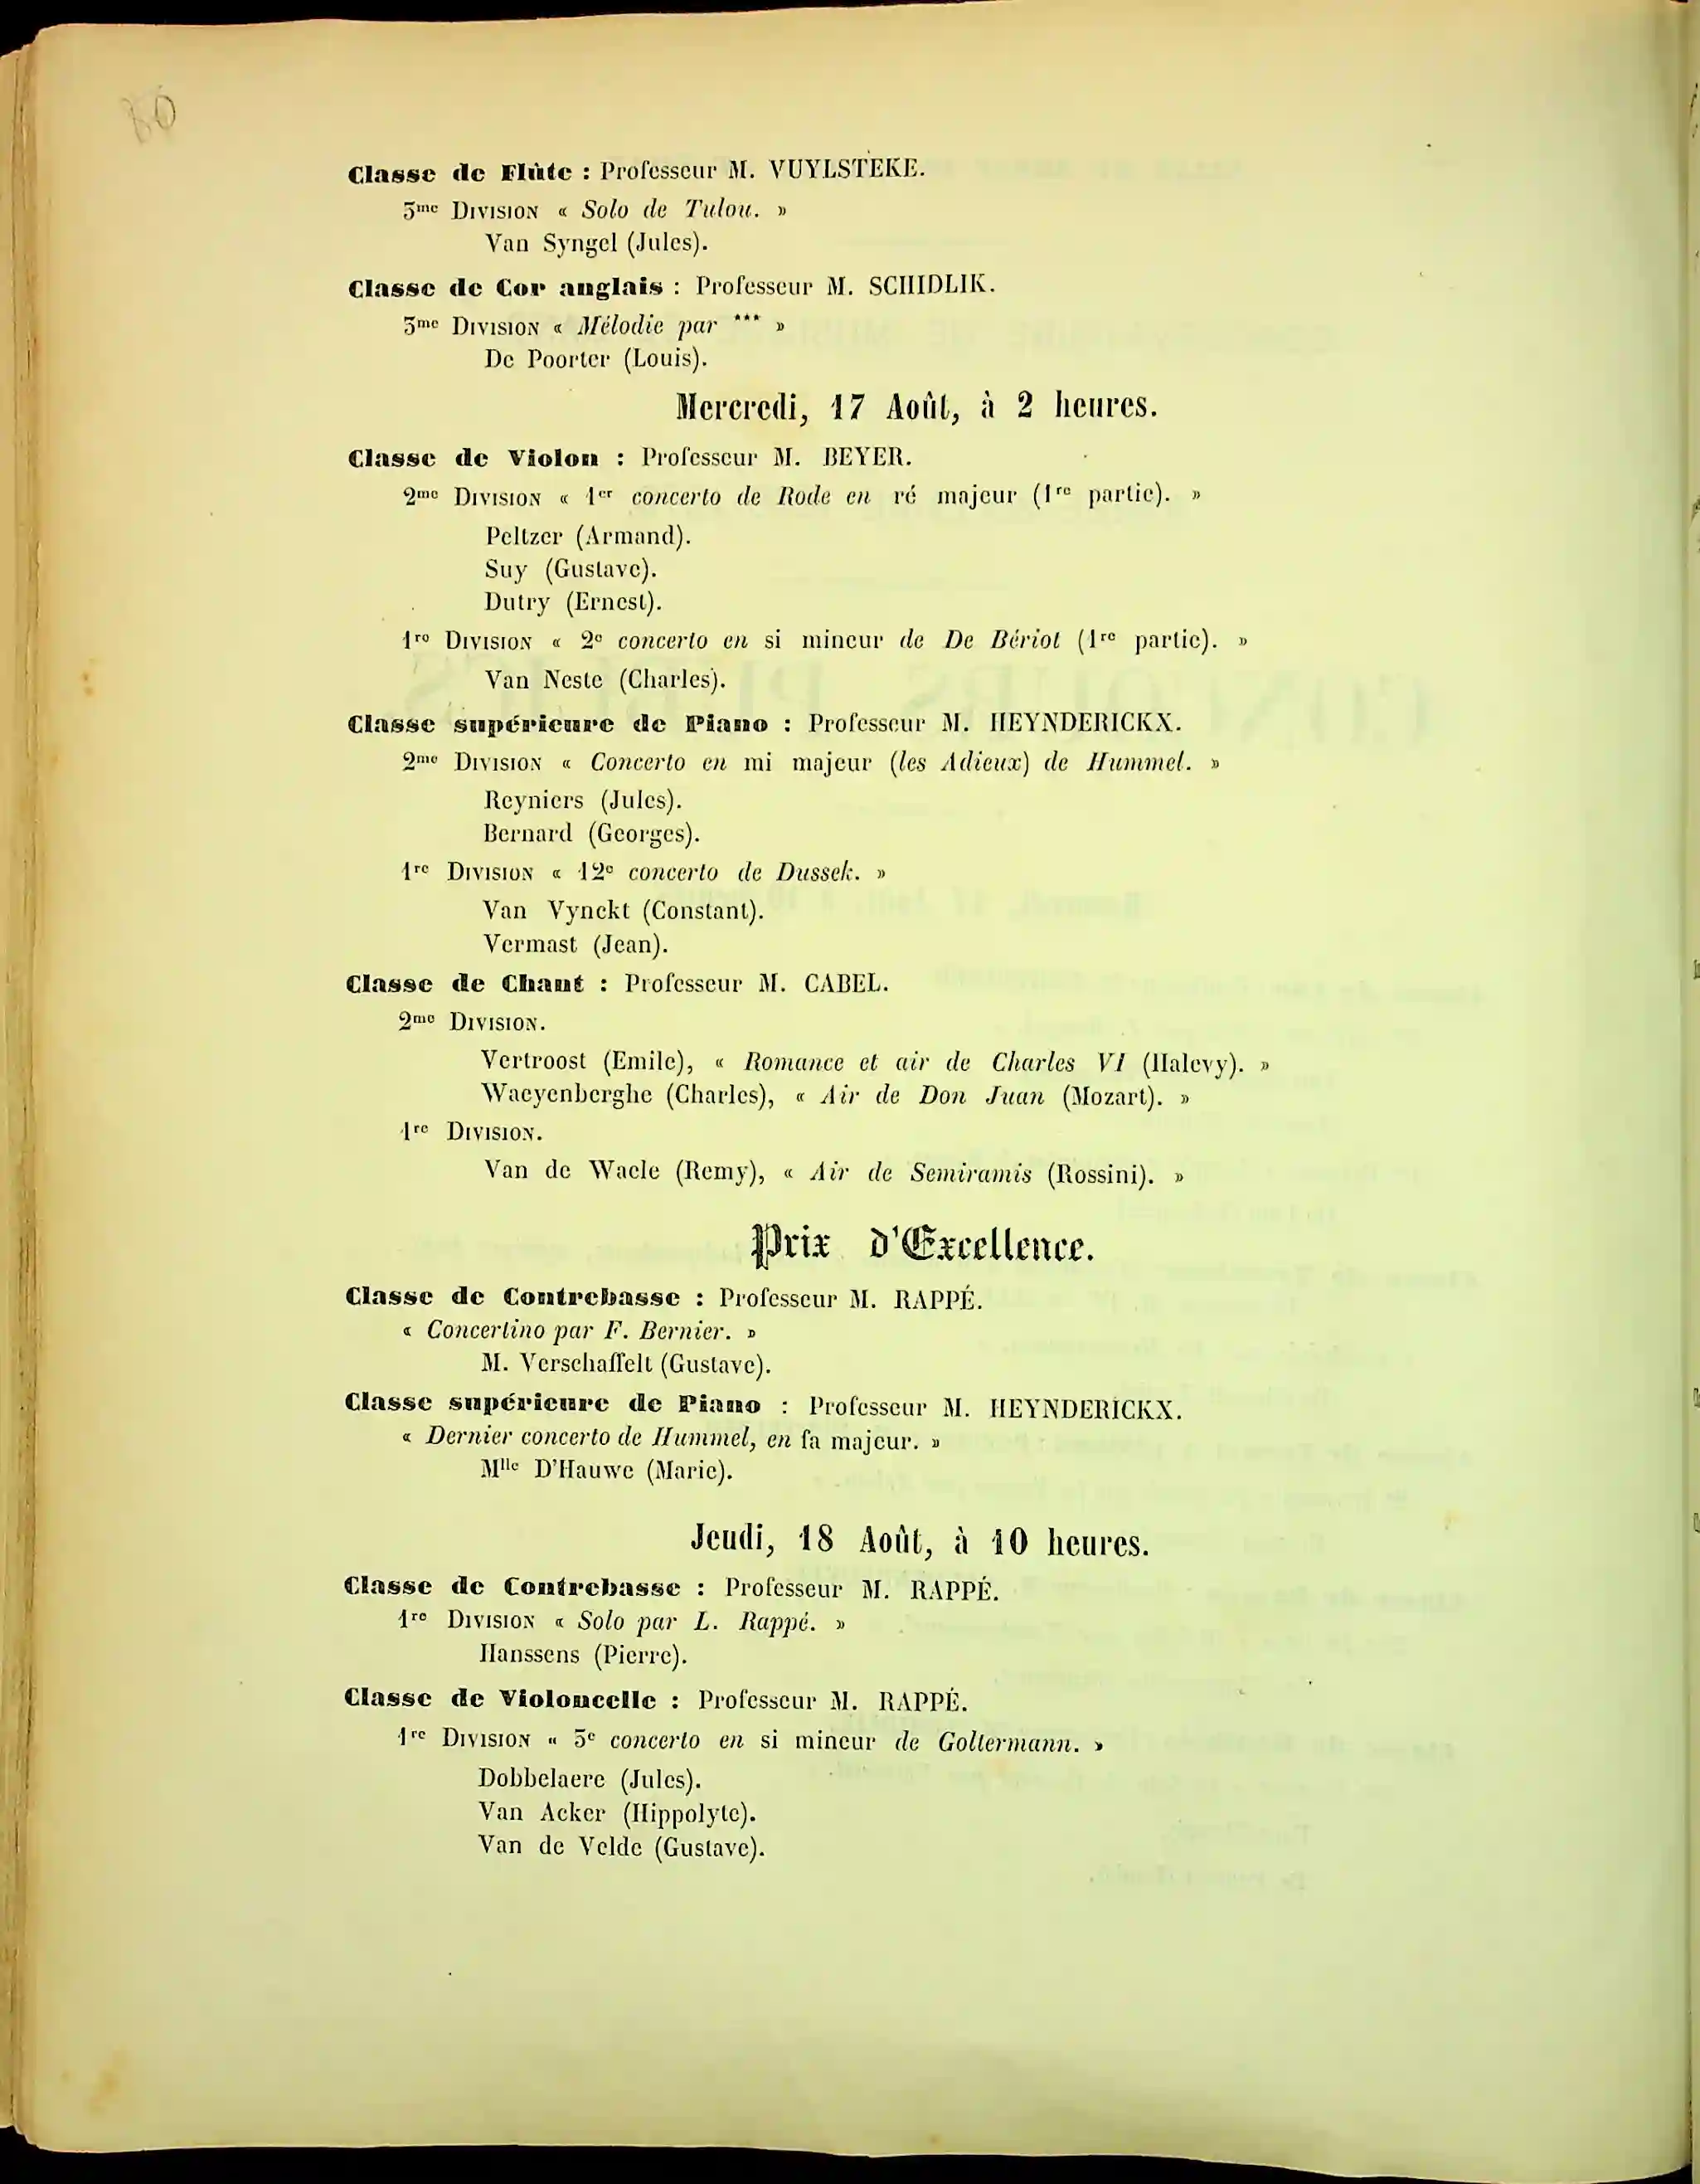 80
Classe de Flûte : Professeur M. VUYLSTEKE.
3me DIVISION « Solo de Tulou. »
Van Syngel (Jules).
Classe de Cor anglais : Professeur M. SCHIDLIK.
3me DIVISION « Mélodie par *** »
De Poorter (Louis).
Mercredi, 17 Août, à 2 heures.
Classe de Violon : Professeur M. BEYER.
2me DIVISION « 1er concerto de Rode en ré majeur (1re partie). »
Peltzer (Armand).
Suy (Gustave).
Dutry (Ernest).
1re DIVISION « 2e concerto en si mineur de De Bériot (1re partie). »
Van Neste (Charles).
Classe supérieure de Piano : Professeur M. HEYNDERICKX.
2me DIVISION « Concerto en mi majeur (les Adieux) de Hummel. »
Reyniers (Jules).
Bernard (Georges).
1re DIVISION « 12e concerto de Dussek. »
Van Vynckt (Constant).
Vermast (Jean).
Classe de Chant : Professeur M. CABEL.
2me DIVISION.
Vertroost (Emile), « Romance et air de Charles VI (Halevy). »
Waeyenberghe (Charles), « Air de Don Juan (Mozart). »
1re DIVISION.
Van de Waele (Remy), « Air de Semiramis (Rossini). »
Prix d'Excellence.
Classe de Contrebasse : Professeur M. RAPPÉ.
« Concertino par F. Bernier. »
M. Verschaffelt (Gustave).
Classe supérieure de Piano : Professeur M. HEYNDERICKX.
« Dernier concerto de Hummel, en fa majeur. »
Mlle D'Hauwe (Marie).
Jeudi, 18 Août, à 10 heures.
Classe de Contrebasse : Professeur M. RAPPÉ.
1re DIVISION « Solo par L. Rappé. »
Hanssens (Pierre).
Classe de Violoncelle : Professeur M. RAPPÉ.
1re DIVISION « 3e concerto en si mineur de Goltermann. »
Dobbelaere (Jules).
Van Acker (Hippolyte).
Van de Velde (Gustave).